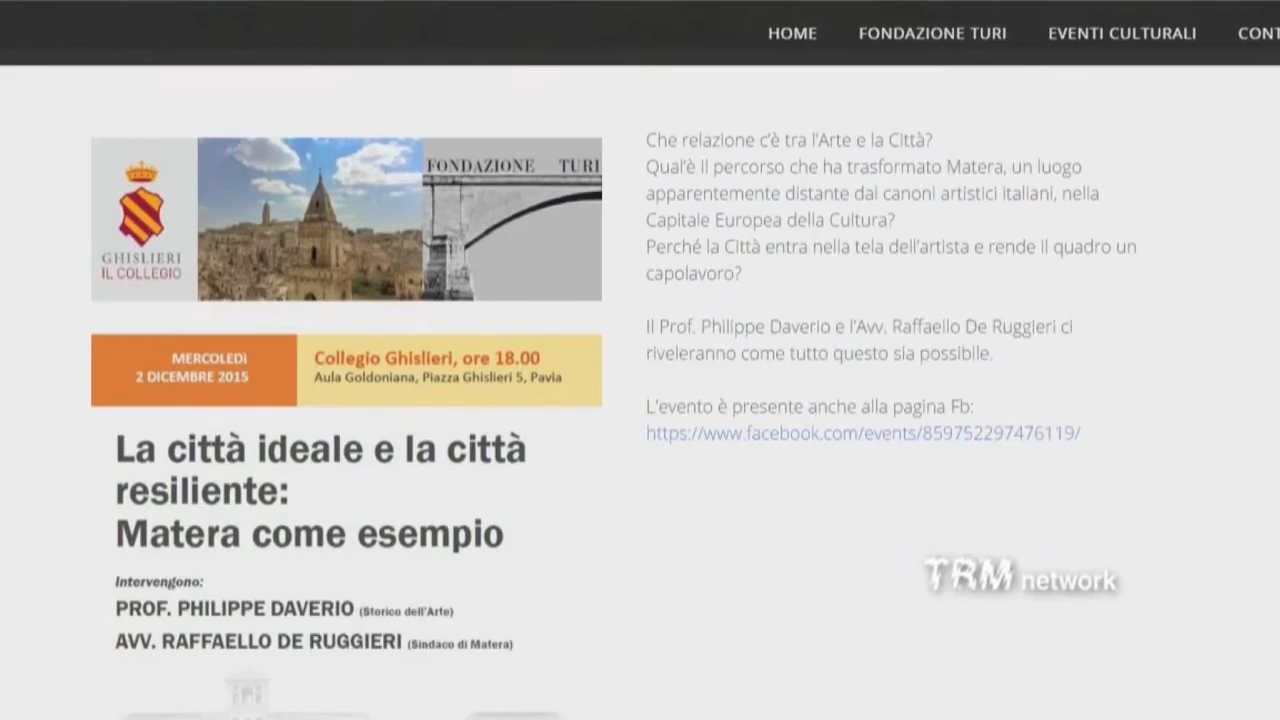 HOME FONDAZIONE TURI EVENTI CULTURALI CONT
GHISLIERI
IL COLLEGIO
FONDAZIONE TURI
MERCOLEDÌ
2 DICEMBRE 2015
Collegio Ghislieri, ore 18.00
Aula Goldoniana, Piazza Ghislieri 5, Pavia
La città ideale e la città
resiliente:
Matera come esempio
Intervengono:
PROF. PHILIPPE DAVERIO (Storico dell'Arte)
AVV. RAFFAELLO DE RUGGIERI (Sindaco di Matera)
Che relazione c'è tra l'Arte e la Città?
Qual'è il percorso che ha trasformato Matera, un luogo
apparentemente distante dai canoni artistici italiani, nella
Capitale Europea della Cultura?
Perché la Città entra nella tela dell'artista e rende il quadro un
capolavoro?
Il Prof. Philippe Daverio e l'Avv. Raffaello De Ruggieri ci
riveleranno come tutto questo sia possibile.
L'evento è presente anche alla pagina Fb:
https://www.facebook.com/events/859752297476119/
TRM network